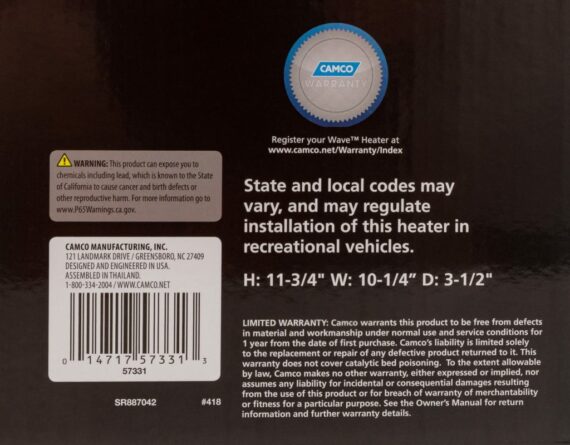 CAMCO
WARRANTY
Register your Wave™ Heater at
www.camco.net/Warranty/Index
WARNING: This product can expose you to
chemicals including lead, which is known to the State
of California to cause cancer and birth defects or
other reproductive harm. For more information go to
www.P65Warnings.ca.gov.
State and local codes may
vary, and may regulate
installation of this heater in
recreational vehicles.
H: 11-3/4" W: 10-1/4” D: 3-1/2"
CAMCO MANUFACTURING, INC.
121 LANDMARK DRIVE / GREENSBORO, NC 27409
DESIGNED AND ENGINEERED IN USA.
ASSEMBLED IN THAILAND.
1-800-334-2004 / WWW.CAMCO.NET
0 14717 57331 3
57331
SR887042 #418
LIMITED WARRANTY: Camco warrants this product to be free from defects
in material and workmanship under normal use and service conditions for
1 year from the date of first purchase. Camco's liability is limited solely
to the replacement or repair of any defective product returned to it. This
warranty does not cover catalytic bed poisoning. To the extent allowable
by law, Camco makes no other warranty, either expressed or implied, nor
assumes any liability for incidental or consequential damages resulting
from the use of this product or for breach of warranty of merchantability
or fitness for a particular purpose. See the Owner's Manual for return
information and further warranty details.